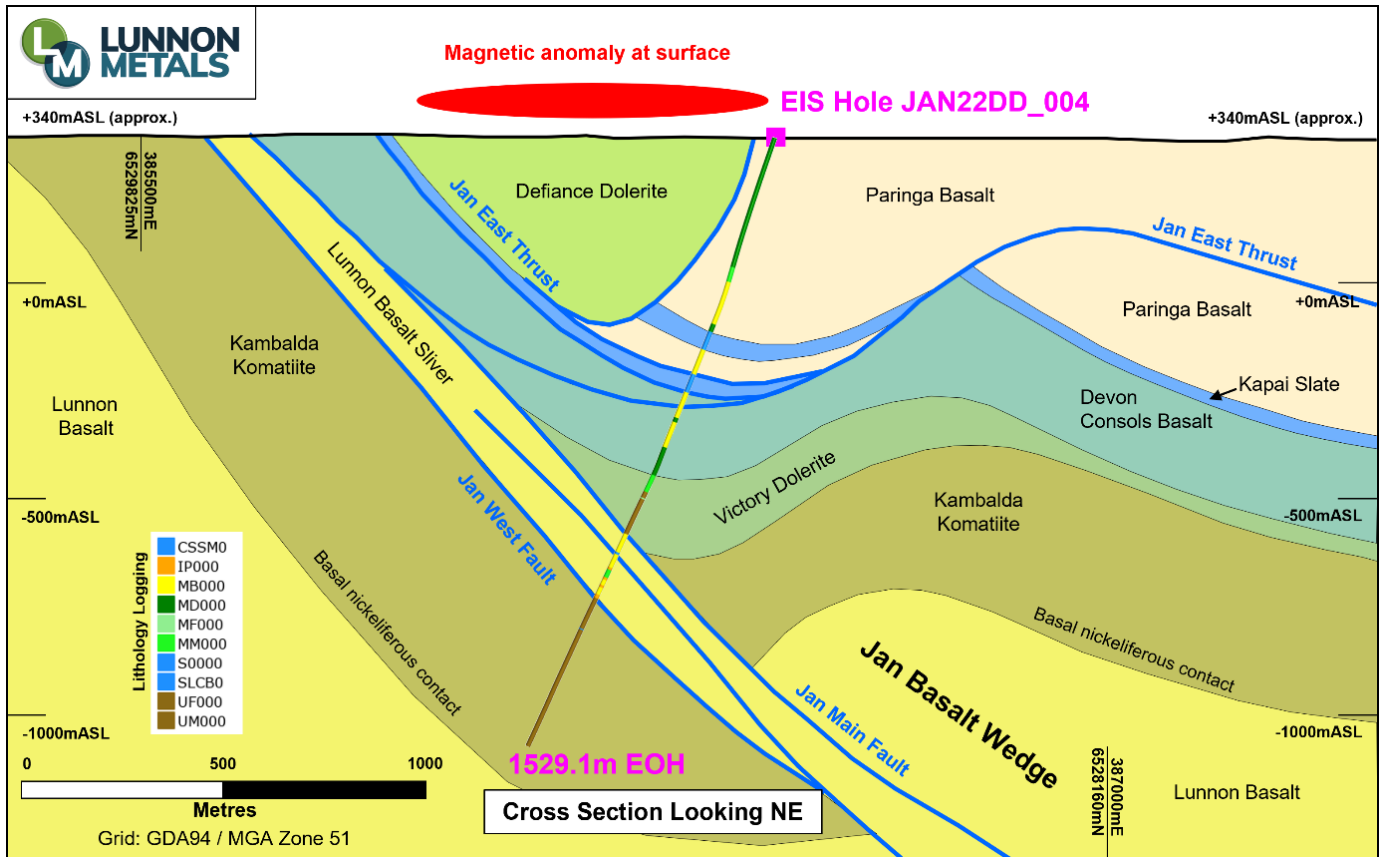 LM LUNNON
METALS
Magnetic anomaly at surface
EIS Hole JAN22DD_004
+340mASL (approx.)
+340mASL (approx.)
385500mE
6529825mN
Defiance Dolerite
Paringa Basalt
Jan East Thrust
Jan East Thrust
Lunnon Basalt Sliver
+0mASL
+0mASL
Paringa Basalt
Kambalda
Komatiite
Kapai Slate
Lunnon
Basalt
Devon
Consols Basalt
Victory Dolerite
Jan West Fault
Kambalda
Komatiite
-500mASL
-500mASL
Lithology Logging
CSSM0
IP000
MB000
MD000
MF000
MM000
S0000
SLCB0
UF000
UM000
Basal nickeliferous contact
Basal nickeliferous contact
Jan Basalt Wedge
Jan Main Fault
-1000mASL
-1000mASL
1529.1m EOH
0 500 1000
Metres
Grid: GDA94 / MGA Zone 51
Cross Section Looking NE
387000mE
6528160mN
Lunnon Basalt